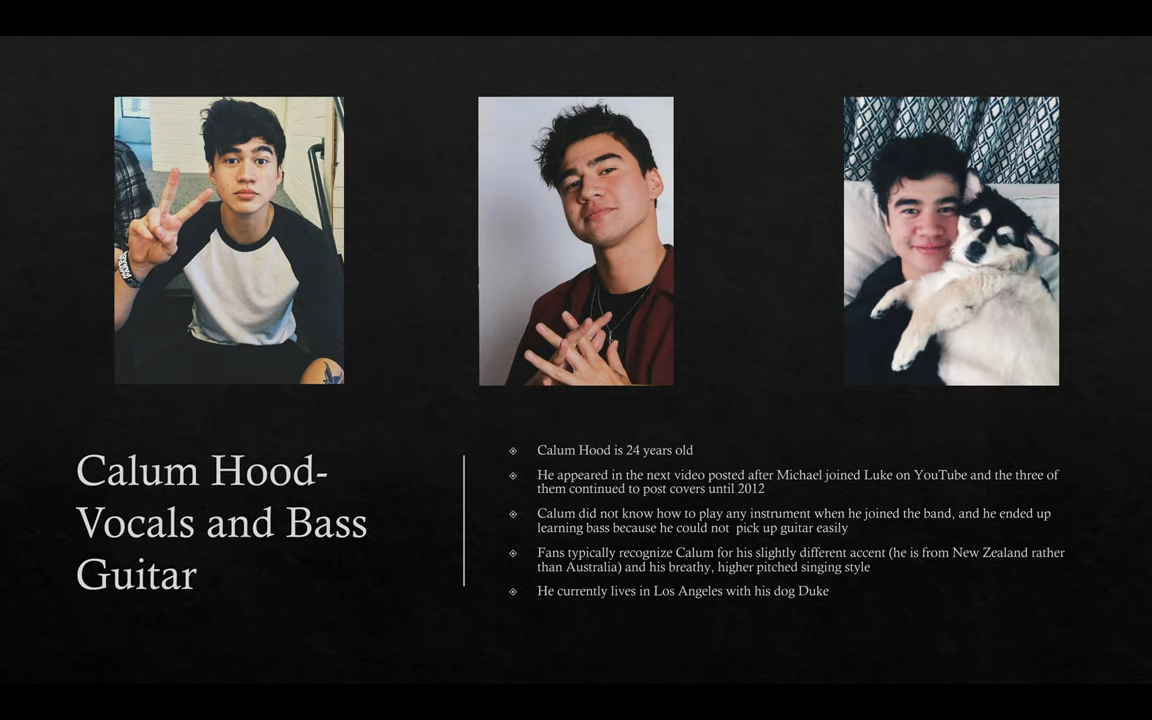 Calum Hood-
Vocals and Bass
Guitar
Calum Hood is 24 years old
He appeared in the next video posted after Michael joined Luke on YouTube and the three of
them continued to post covers until 2012
Calum did not know how to play any instrument when he joined the band, and he ended up
learning bass because he could not  pick up guitar easily
Fans typically recognize Calum for his slightly different accent (he is from New Zealand rather
than Australia) and his breathy, higher pitched singing style
He currently lives in Los Angeles with his dog Duke